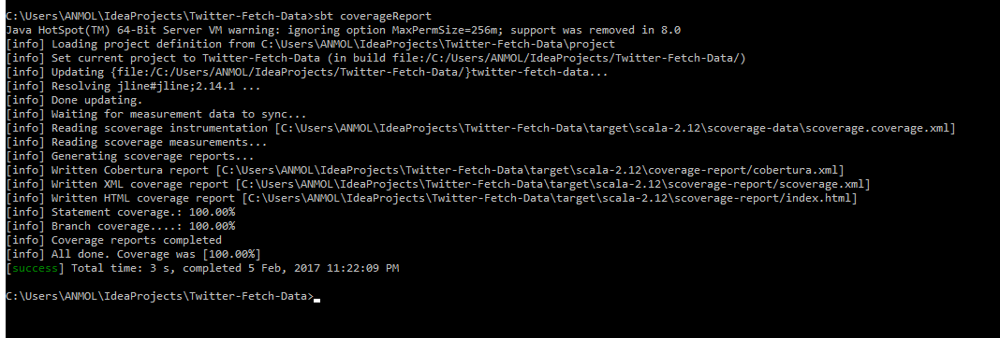 C:\Users\ANMOL\IdeaProjects\Twitter-Fetch-Data>sbt coverageReport
Java HotSpot(TM) 64-Bit Server VM warning: ignoring option MaxPermSize=256m; support was removed in 8.0
[info] Loading project definition from C:\Users\ANMOL\IdeaProjects\Twitter-Fetch-Data\project
[info] Set current project to Twitter-Fetch-Data (in build file:/C:/Users/ANMOL/IdeaProjects/Twitter-Fetch-Data/)
[info] Updating {file:/C:/Users/ANMOL/IdeaProjects/Twitter-Fetch-Data/}twitter-fetch-data...
[info] Resolving jline#jline;2.14.1 ...
[info] Done updating.
[info] Waiting for measurement data to sync...
[info] Reading scoverage instrumentation [C:\Users\ANMOL\IdeaProjects\Twitter-Fetch-Data\target\scala-2.12\scoverage-data\scoverage.coverage.xml]
[info] Reading scoverage measurements...
[info] Generating scoverage reports...
[info] Written Cobertura report [C:\Users\ANMOL\IdeaProjects\Twitter-Fetch-Data\target\scala-2.12\coverage-report/cobertura.xml]
[info] Written XML coverage report [C:\Users\ANMOL\IdeaProjects\Twitter-Fetch-Data\target\scala-2.12\scoverage-report/scoverage.xml]
[info] Written HTML coverage report [C:\Users\ANMOL\IdeaProjects\Twitter-Fetch-Data\target\scala-2.12\scoverage-report/index.html]
[info] Statement coverage.: 100.00%
[info] Branch coverage....: 100.00%
[info] Coverage reports completed
[info] All done. Coverage was [100.00%]
[success] Total time: 3 s, completed 5 Feb, 2017 11:22:09 PM
C:\Users\ANMOL\IdeaProjects\Twitter-Fetch-Data>